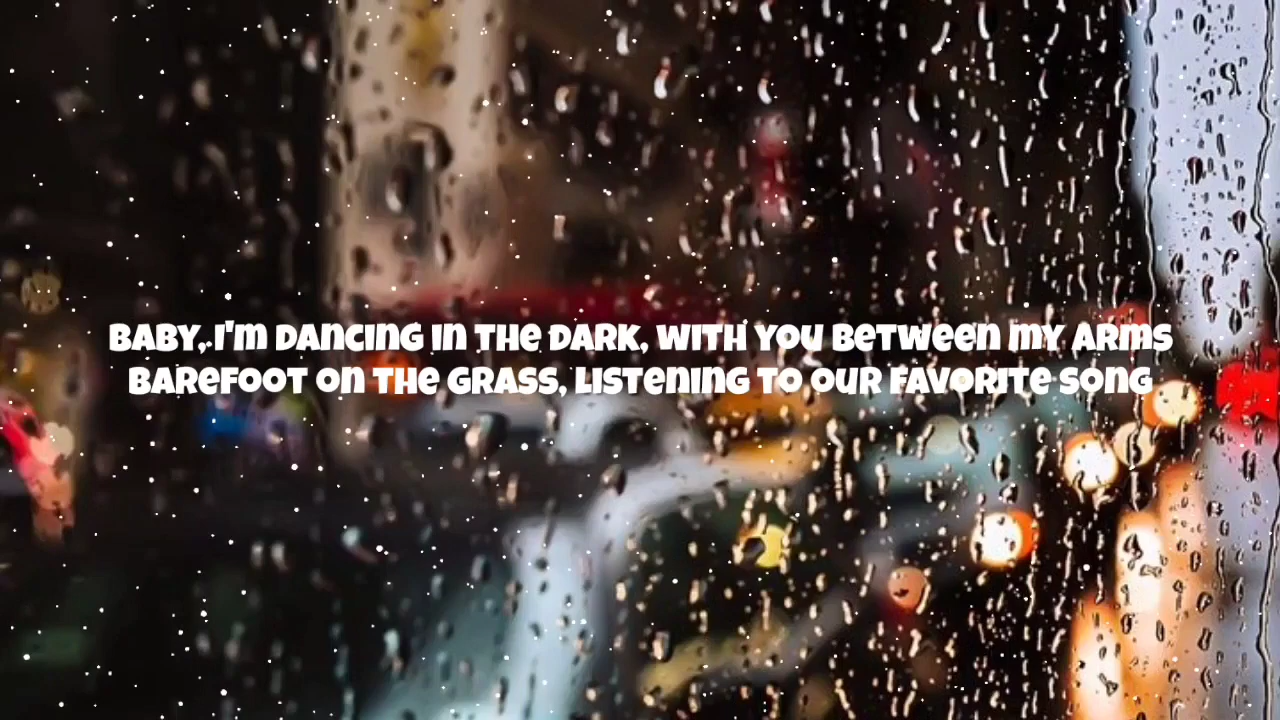 Baby, I'm dancing in the dark, with you between my arms
Barefoot on the grass, listening to our favorite song